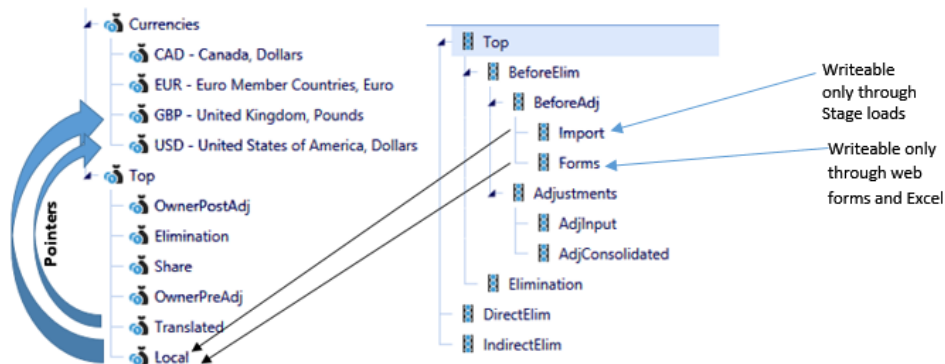 Currencies
CAD - Canada, Dollars
EUR - Euro Member Countries, Euro
GBP - United Kingdom, Pounds
USD - United States of America, Dollars
Top
OwnerPostAdj
Elimination
Share
OwnerPreAdj
Translated
Local
Pointers
Top
BeforeElim
BeforeAdj
Import
Forms
Adjustments
AdjInput
AdjConsolidated
Elimination
DirectElim
IndirectElim
Writeable
only through
Stage loads
Writeable only
through web
forms and Excel